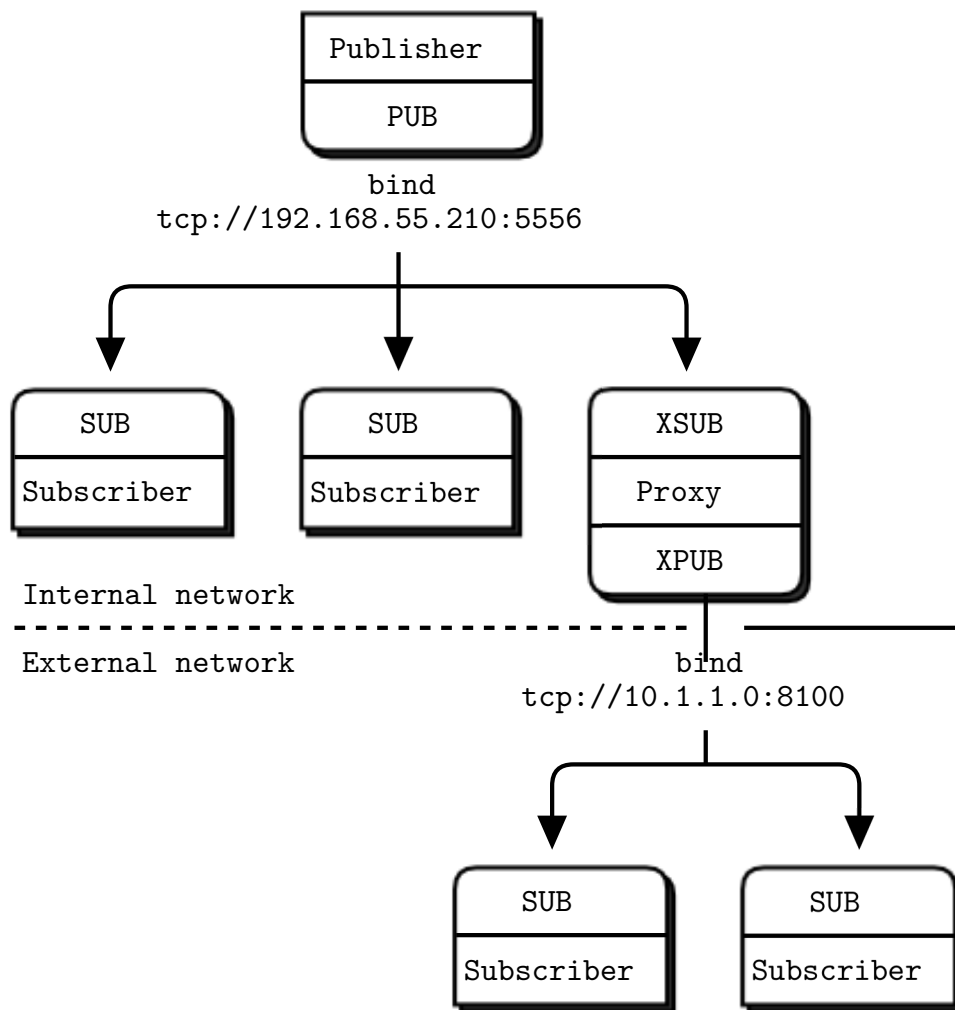 Publisher
PUB
bind
tcp://192.168.55.210:5556
SUB
Subscriber
SUB
Subscriber
XSUB
Proxy
XPUB
Internal network
External network
bind
tcp://10.1.1.0:8100
SUB
Subscriber
SUB
Subscriber